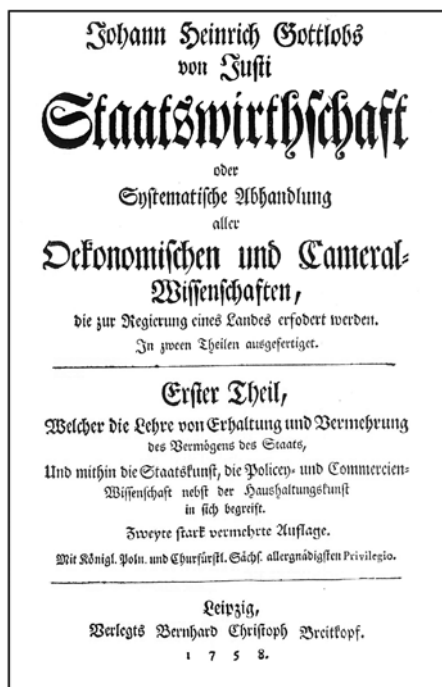 Johann Heinrich Gottlobs
von Justi
Staatswirthschaft
oder
Systematische Abhandlung
aller
Oekonomischen und Cameral-
Wissenschaften,
die zur Regierung eines Landes erfodert werden.
In zween Theilen ausgefertiget.
Erster Theil,
Welcher die Lehre von Erhaltung und Vermehrung
des Vermögens des Staats,
Und mithin die Staatskunst, die Policey- und Commercien-
Wissenschaft nebst der Haushaltungskunst
in sich begreift.
Zweyte stark vermehrte Auflage.
Mit Königl. Poln. und Churfürstl. Sächs. allergnädigsten Privilegio.
Leipzig,
Verlegts Bernhard Christoph Breitkopf.
1 7 5 8.